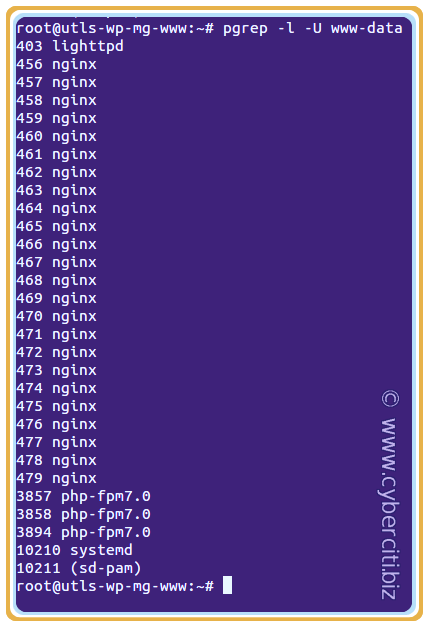 root@utls-wp-mg-www:~# pgrep -l -U www-data
403 lighttpd
456 nginx
457 nginx
458 nginx
459 nginx
460 nginx
461 nginx
462 nginx
463 nginx
464 nginx
465 nginx
466 nginx
467 nginx
468 nginx
469 nginx
470 nginx
471 nginx
472 nginx
473 nginx
474 nginx
475 nginx
476 nginx
477 nginx
478 nginx
479 nginx
3857 php-fpm7.0
3858 php-fpm7.0
3894 php-fpm7.0
10210 systemd
10211 (sd-pam)
root@utls-wp-mg-www:~#
© www.cyberciti.biz